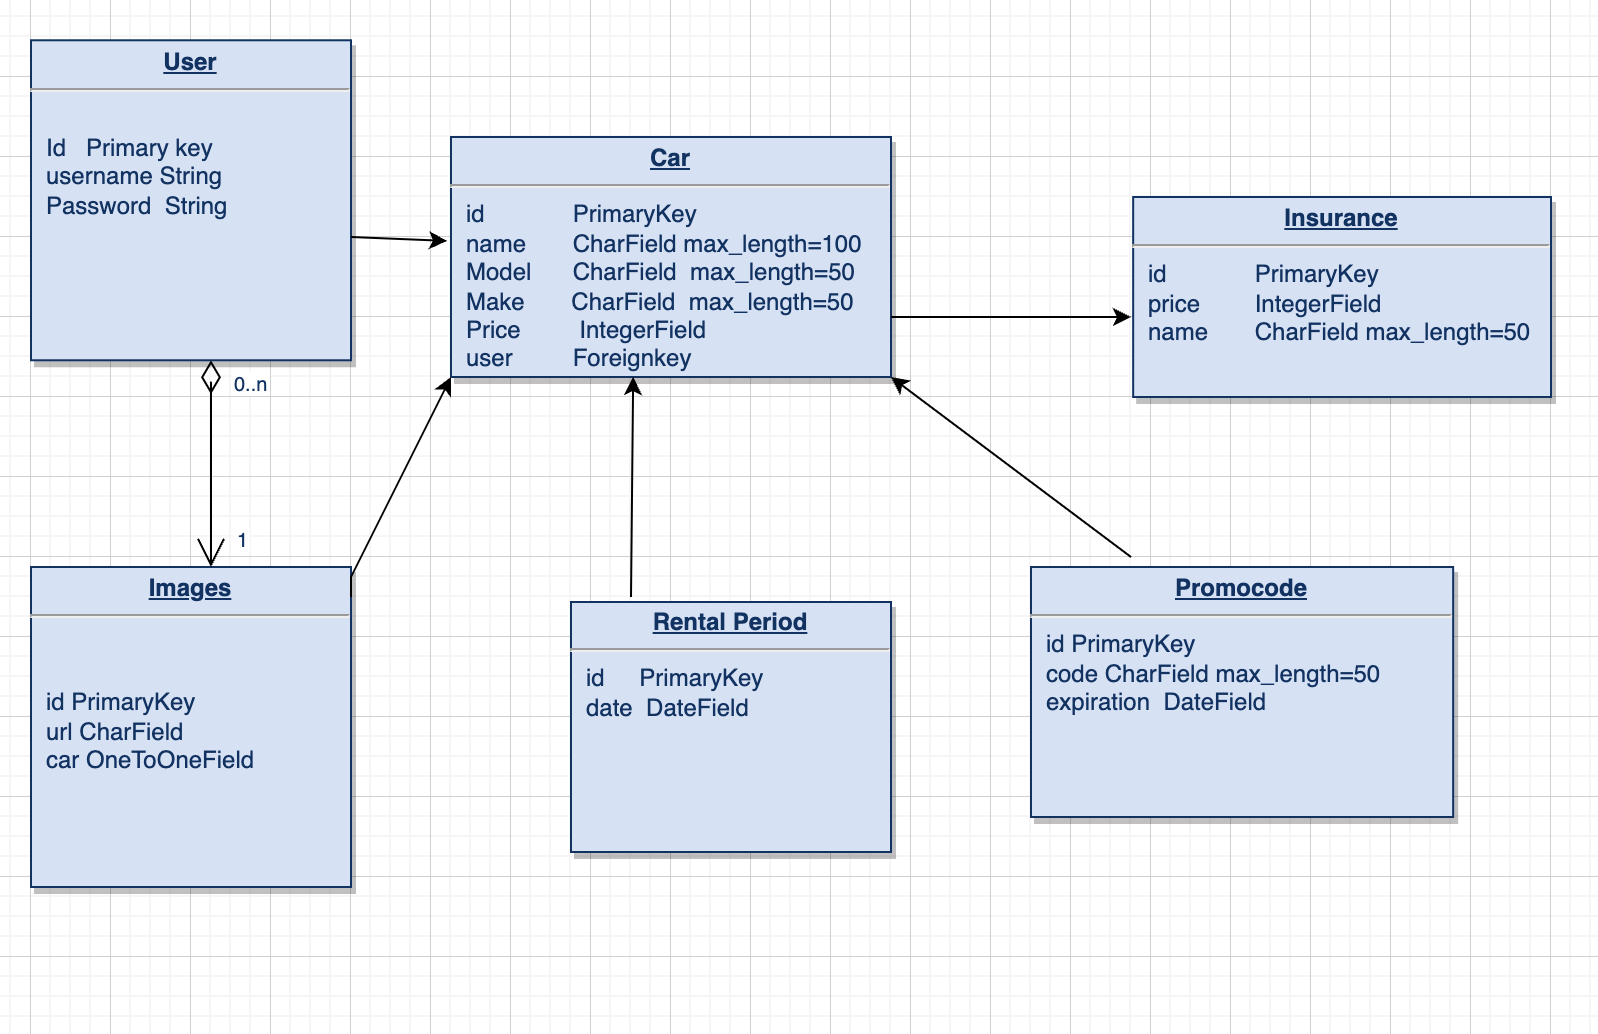 User
Id Primary key
username String
Password String
0..n
1
Car
id PrimaryKey
name CharField max_length=100
Model CharField max_length=50
Make CharField max_length=50
Price IntegerField
user Foreignkey
Insurance
id PrimaryKey
price IntegerField
name CharField max_length=50
Images
id PrimaryKey
url CharField
car OneToOneField
Rental Period
id PrimaryKey
date DateField
Promocode
id PrimaryKey
code CharField max_length=50
expiration DateField